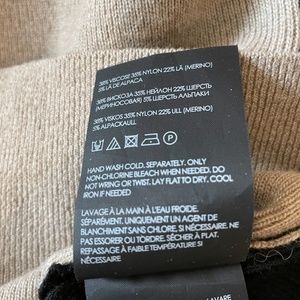 38% VISCOSE 35% NYLON 22% LÃ (MERINO)
5% LÃ DE ALPACA
38% ВИСКОЗА 35% НЕЙЛОН 22% ШЕРСТЬ
(МЕРИНОСОВАЯ) 5% ШЕРСТЬ АЛЬПАКИ
38% VISKOS 35% NYLON 22% ULL (MERINO)
5% ALPACKAULL
HAND WASH COLD, SEPARATELY. ONLY
NON-CHLORINE BLEACH WHEN NEEDED. DO
NOT WRING OR TWIST. LAY FLAT TO DRY. COOL
IRON IF NEEDED
LAVAGE À LA MAIN À L'EAU FROIDE.
SÉPARÉMENT. UNIQUEMENT UN AGENT DE
BLANCHIMENT SANS CHLORE, SI NÉCESSAIRE. NE
PAS ESSORER OU TORDRE. SÉCHER À PLAT.
REPASSAGE À FAIBLE TEMPÉRATURE SI
NÉCESSAIRE
LAVARE